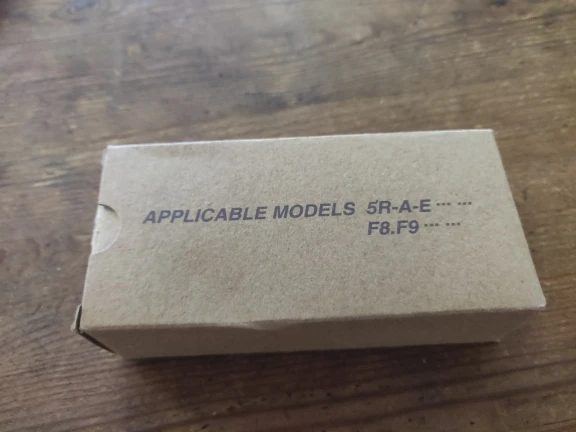 APPLICABLE MODELS 5R-A-E ... ...
F8.F9 ... ...